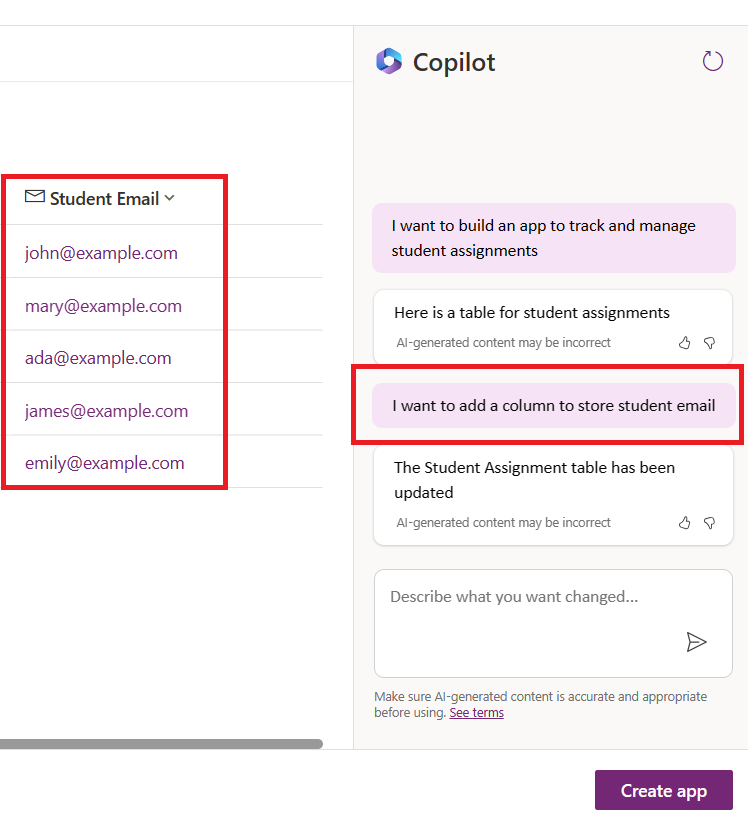 Student Email
john@example.com
mary@example.com
ada@example.com
james@example.com
emily@example.com
Copilot
I want to build an app to track and manage
student assignments
Here is a table for student assignments
AI-generated content may be incorrect
I want to add a column to store student email
The Student Assignment table has been
updated
AI-generated content may be incorrect
Describe what you want changed...
Make sure AI-generated content is accurate and appropriate
before using. See terms
Create app